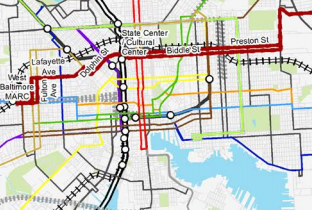 State Center
Cultural
Center
Preston St
Biddle St
Dolphin St
Lafayette
Ave
West
Baltimore
MARC
Fulton
Ave